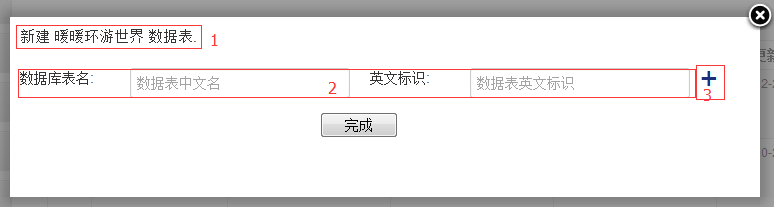 新建 暖暖环游世界 数据表. 1
数据库表名: 数据表中文名 2 英文标识: 数据表英文标识 + 3
完成